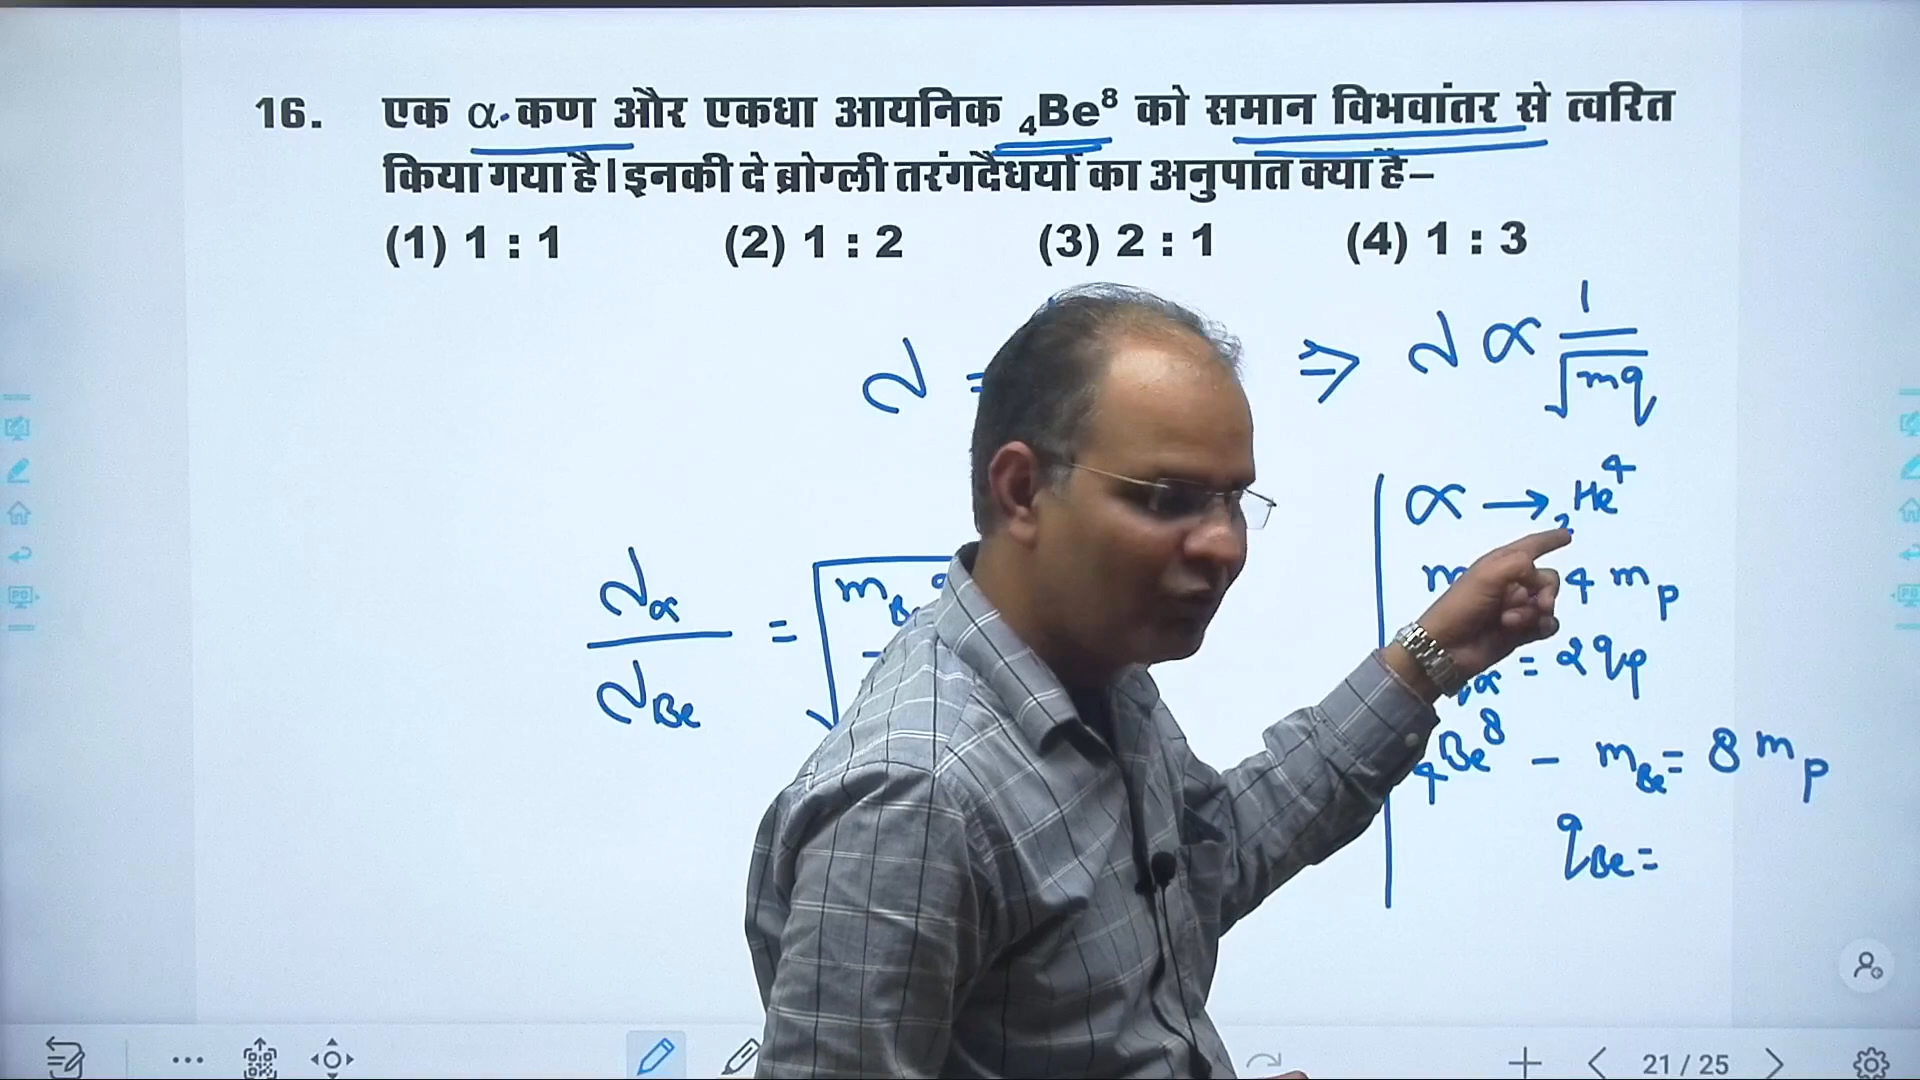 16. एक α-कण और एकधा आयनिक ₄Be⁸ को समान विभवांतर से त्वरित
किया गया है। इनकी दे ब्रोग्ली तरंगदैर्धयों का अनुपात क्या है–
(1) 1 : 1 (2) 1 : 2 (3) 2 : 1 (4) 1 : 3
λ = ⇒ λ ∝ 1/√mq
α → ₂He⁴
m 4 mp
λα/λBe = √ mBe
α = 2qp
₄Be⁸ – mBe = 8 mp
qBe =
21 / 25